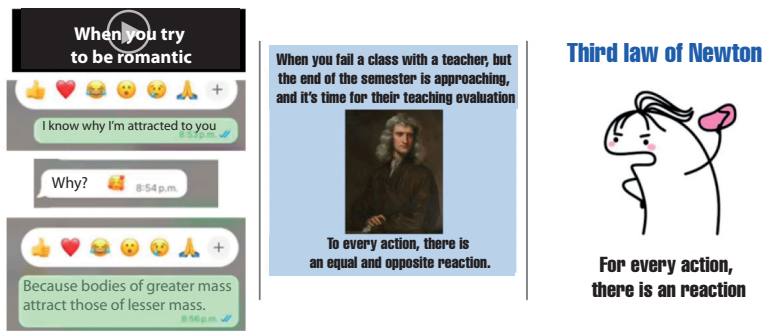 When you try
to be romantic
I know why I'm attracted to you
8:53 p.m.
Why?
8:54 p.m.
Because bodies of greater mass
attract those of lesser mass.
8:56 p.m.
When you fail a class with a teacher, but
the end of the semester is approaching,
and it's time for their teaching evaluation
To every action, there is
an equal and opposite reaction.
Third law of Newton
For every action,
there is an reaction